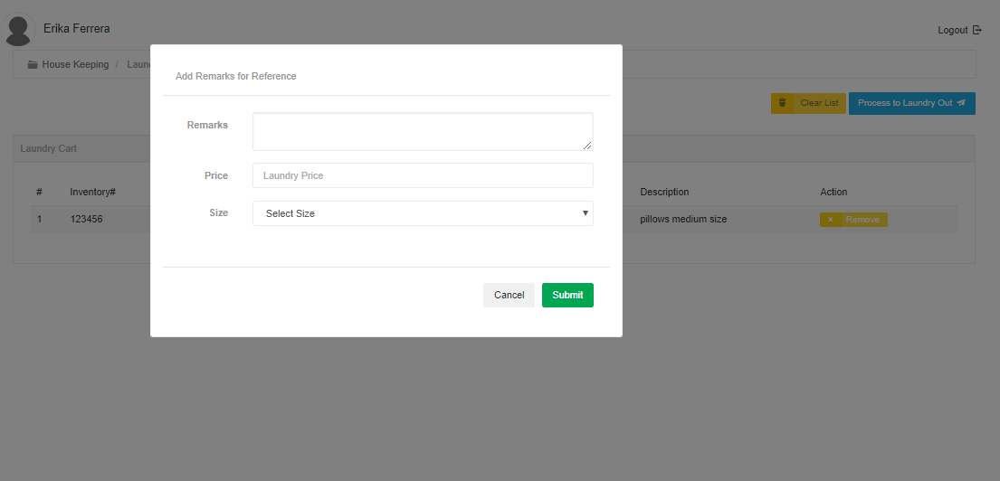 Erika Ferrera
Logout
House Keeping / Laun
Add Remarks for Reference
Clear List
Process to Laundry Out
Remarks
Laundry Cart
Price
Laundry Price
# Inventory# Description Action
Size
Select Size
1 123456 pillows medium size × Remove
Cancel
Submit